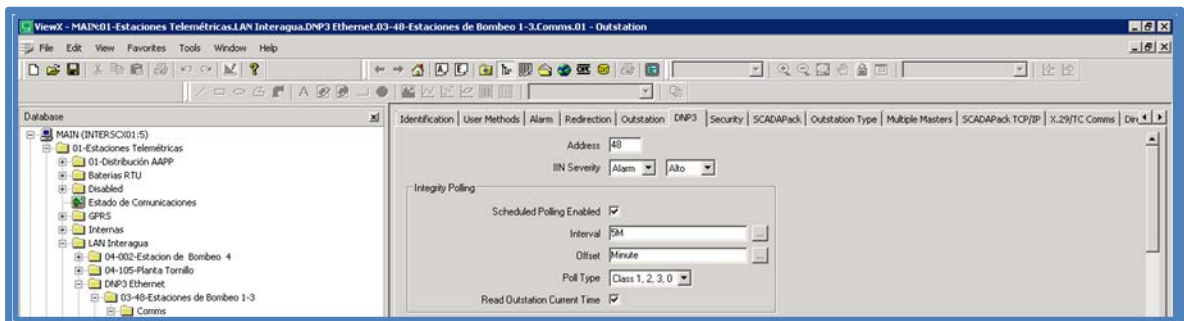 ViewX - MAIN:01-Estaciones Telemétricas.LAN Interagua.DNP3 Ethernet.03-48-Estaciones de Bombeo 1-3.Comms.01 - Outstation
File Edit View Favorites Tools Window Help
Database
Identification User Methods Alarm Redirection Outstation DNP3 Security SCADAPack Outstation Type Multiple Masters SCADAPack TCP/IP X.29/TC Comms
MAIN (INTERSCX01:5)
01-Estaciones Telemétricas
01-Distribución AAPP
Baterias RTU
Disabled
Estado de Comunicaciones
GPRS
Internas
LAN Interagua
04-002-Estacion de Bombeo 4
04-105-Planta Tornillo
DNP3 Ethernet
03-48-Estaciones de Bombeo 1-3
Comms
Address 48
IIN Severity Alarm Alto
Integrity Polling
Scheduled Polling Enabled
Interval 5M ...
Offset Minute ...
Poll Type Class 1, 2, 3, 0
Read Outstation Current Time